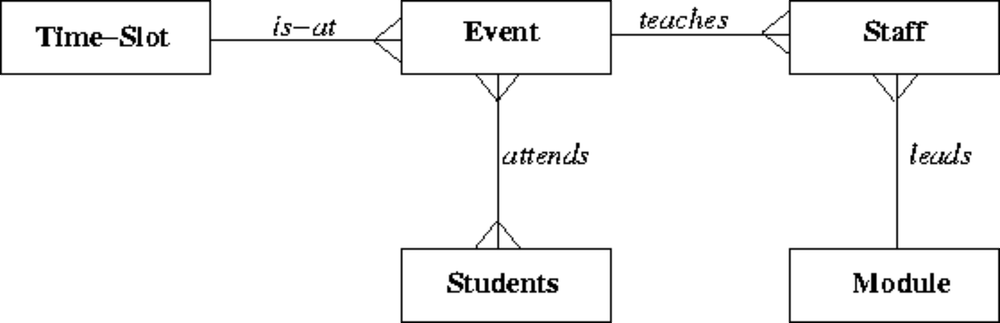 Time–Slot
is–at
Event
teaches
Staff
attends
leads
Students
Module